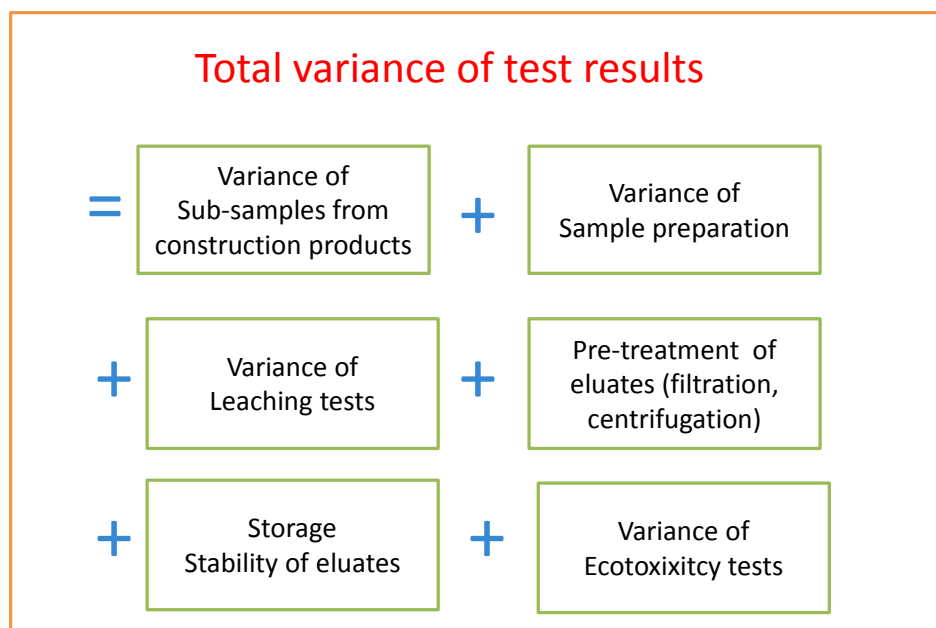 Total variance of test results
=
Variance of
Sub-samples from
construction products
+
Variance of
Sample preparation
+
Variance of
Leaching tests
+
Pre-treatment of
eluates (filtration,
centrifugation)
+
Storage
Stability of eluates
+
Variance of
Ecotoxixitcy tests